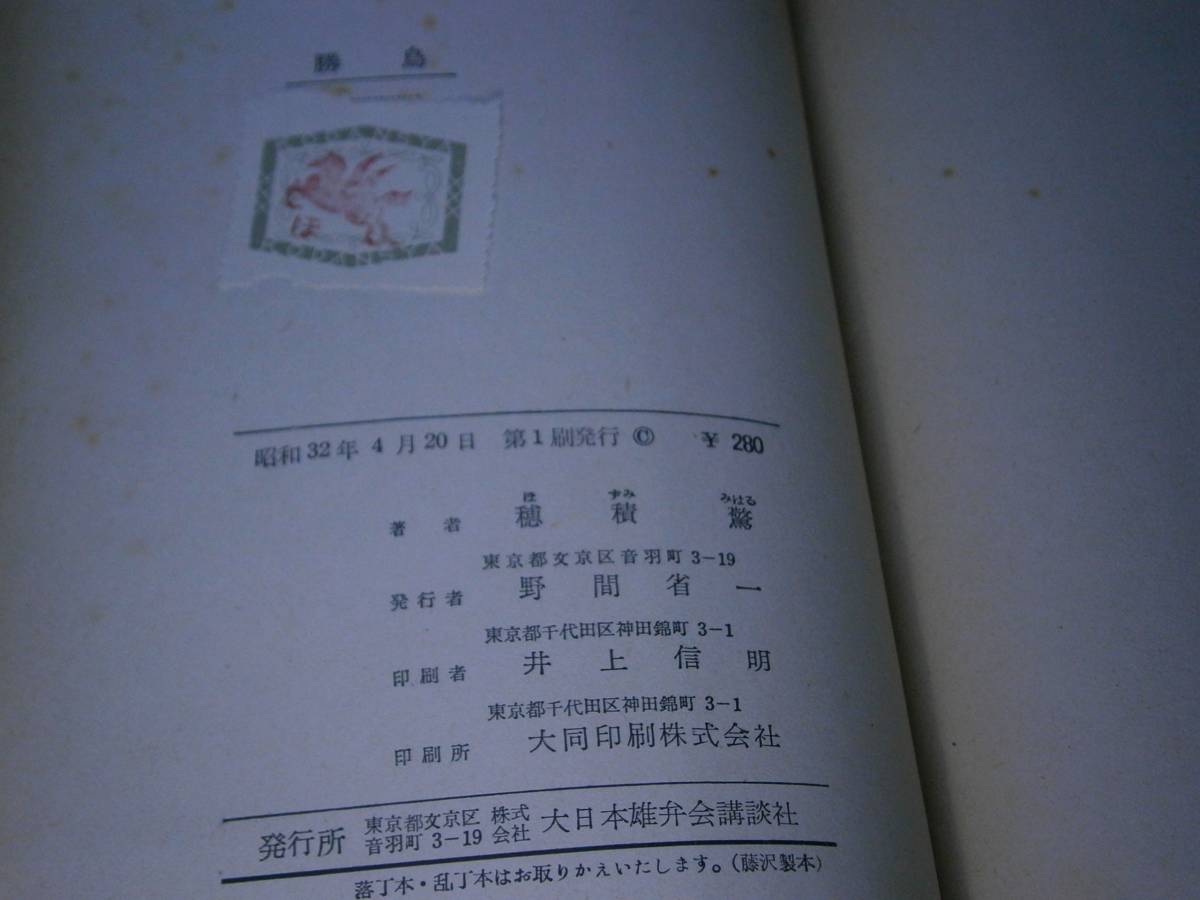 勝鳥
KODANSYA
ほ
KODANSYA
昭和32年4月20日 第1刷発行 © ¥280
ほ すみ みはる
著者 穂積驚
東京都文京区音羽町3-19
発行者 野間省一
東京都千代田区神田錦町3-1
印刷者 井上信明
東京都千代田区神田錦町3-1
印刷所 大同印刷株式会社
発行所 東京都文京区音羽町3-19 株式会社 大日本雄弁会講談社
落丁本・乱丁本はお取りかえいたします。(藤沢製本)